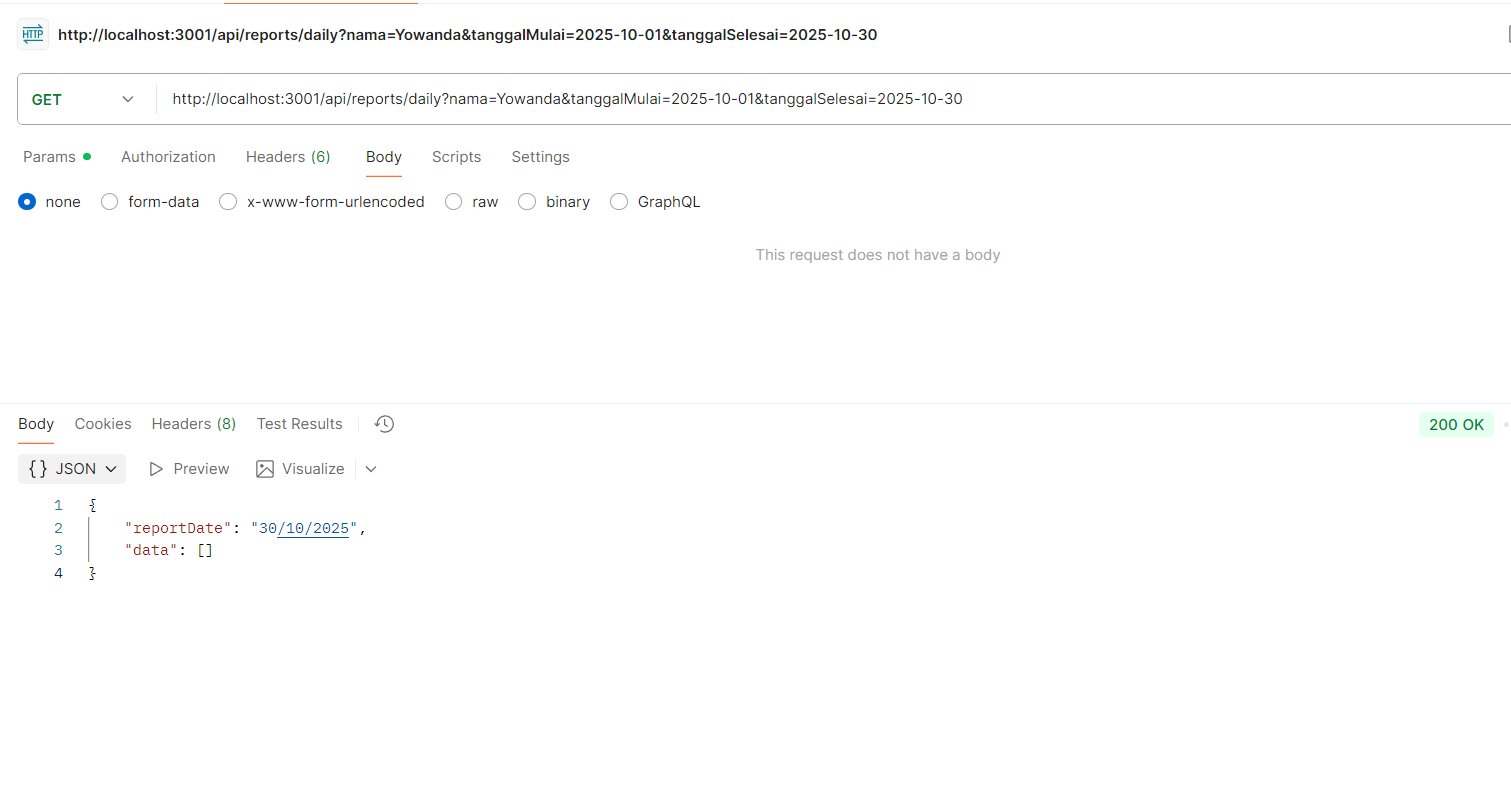 HTTP http://localhost:3001/api/reports/daily?nama=Yowanda&tanggalMulai=2025-10-01&tanggalSelesai=2025-10-30
GET http://localhost:3001/api/reports/daily?nama=Yowanda&tanggalMulai=2025-10-01&tanggalSelesai=2025-10-30
Params Authorization Headers (6) Body Scripts Settings
none form-data x-www-form-urlencoded raw binary GraphQL
This request does not have a body
Body Cookies Headers (8) Test Results 200 OK
{} JSON Preview Visualize
1 {
2 "reportDate": "30/10/2025",
3 "data": []
4 }